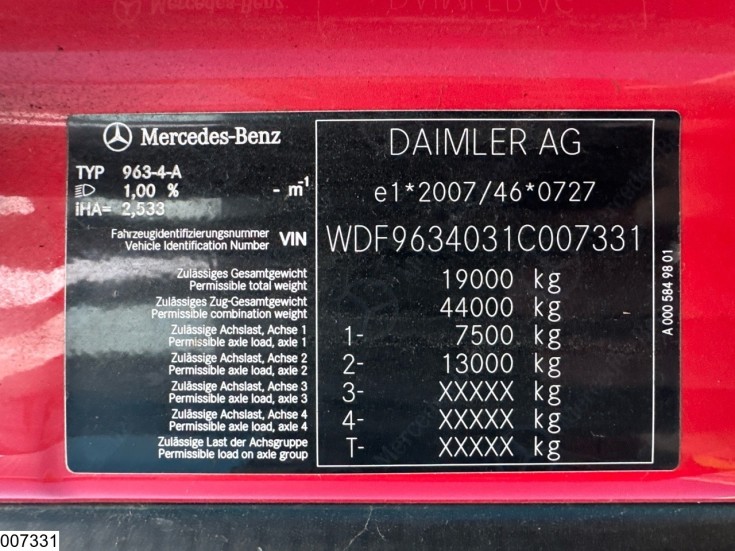 Mercedes-Benz
DAIMLER AG
TYP 963-4-A
1,00 % - m-1
iHA= 2,533
e1*2007/46*0727
Fahrzeugidentifizierungsnummer
Vehicle Identification Number VIN WDF9634031C007331
Zulässiges Gesamtgewicht
Permissible total weight 19000 kg
Zulässiges Zug-Gesamtgewicht
Permissible combination weight 44000 kg
Zulässige Achslast, Achse 1
Permissible axle load, axle 1 1- 7500 kg
Zulässige Achslast, Achse 2
Permissible axle load, axle 2 2- 13000 kg
Zulässige Achslast, Achse 3
Permissible axle load, axle 3 3- XXXXX kg
Zulässige Achslast, Achse 4
Permissible axle load, axle 4 4- XXXXX kg
Zulässige Last der Achsgruppe
Permissible load on axle group T- XXXXX kg
A 000 584 98 01
007331